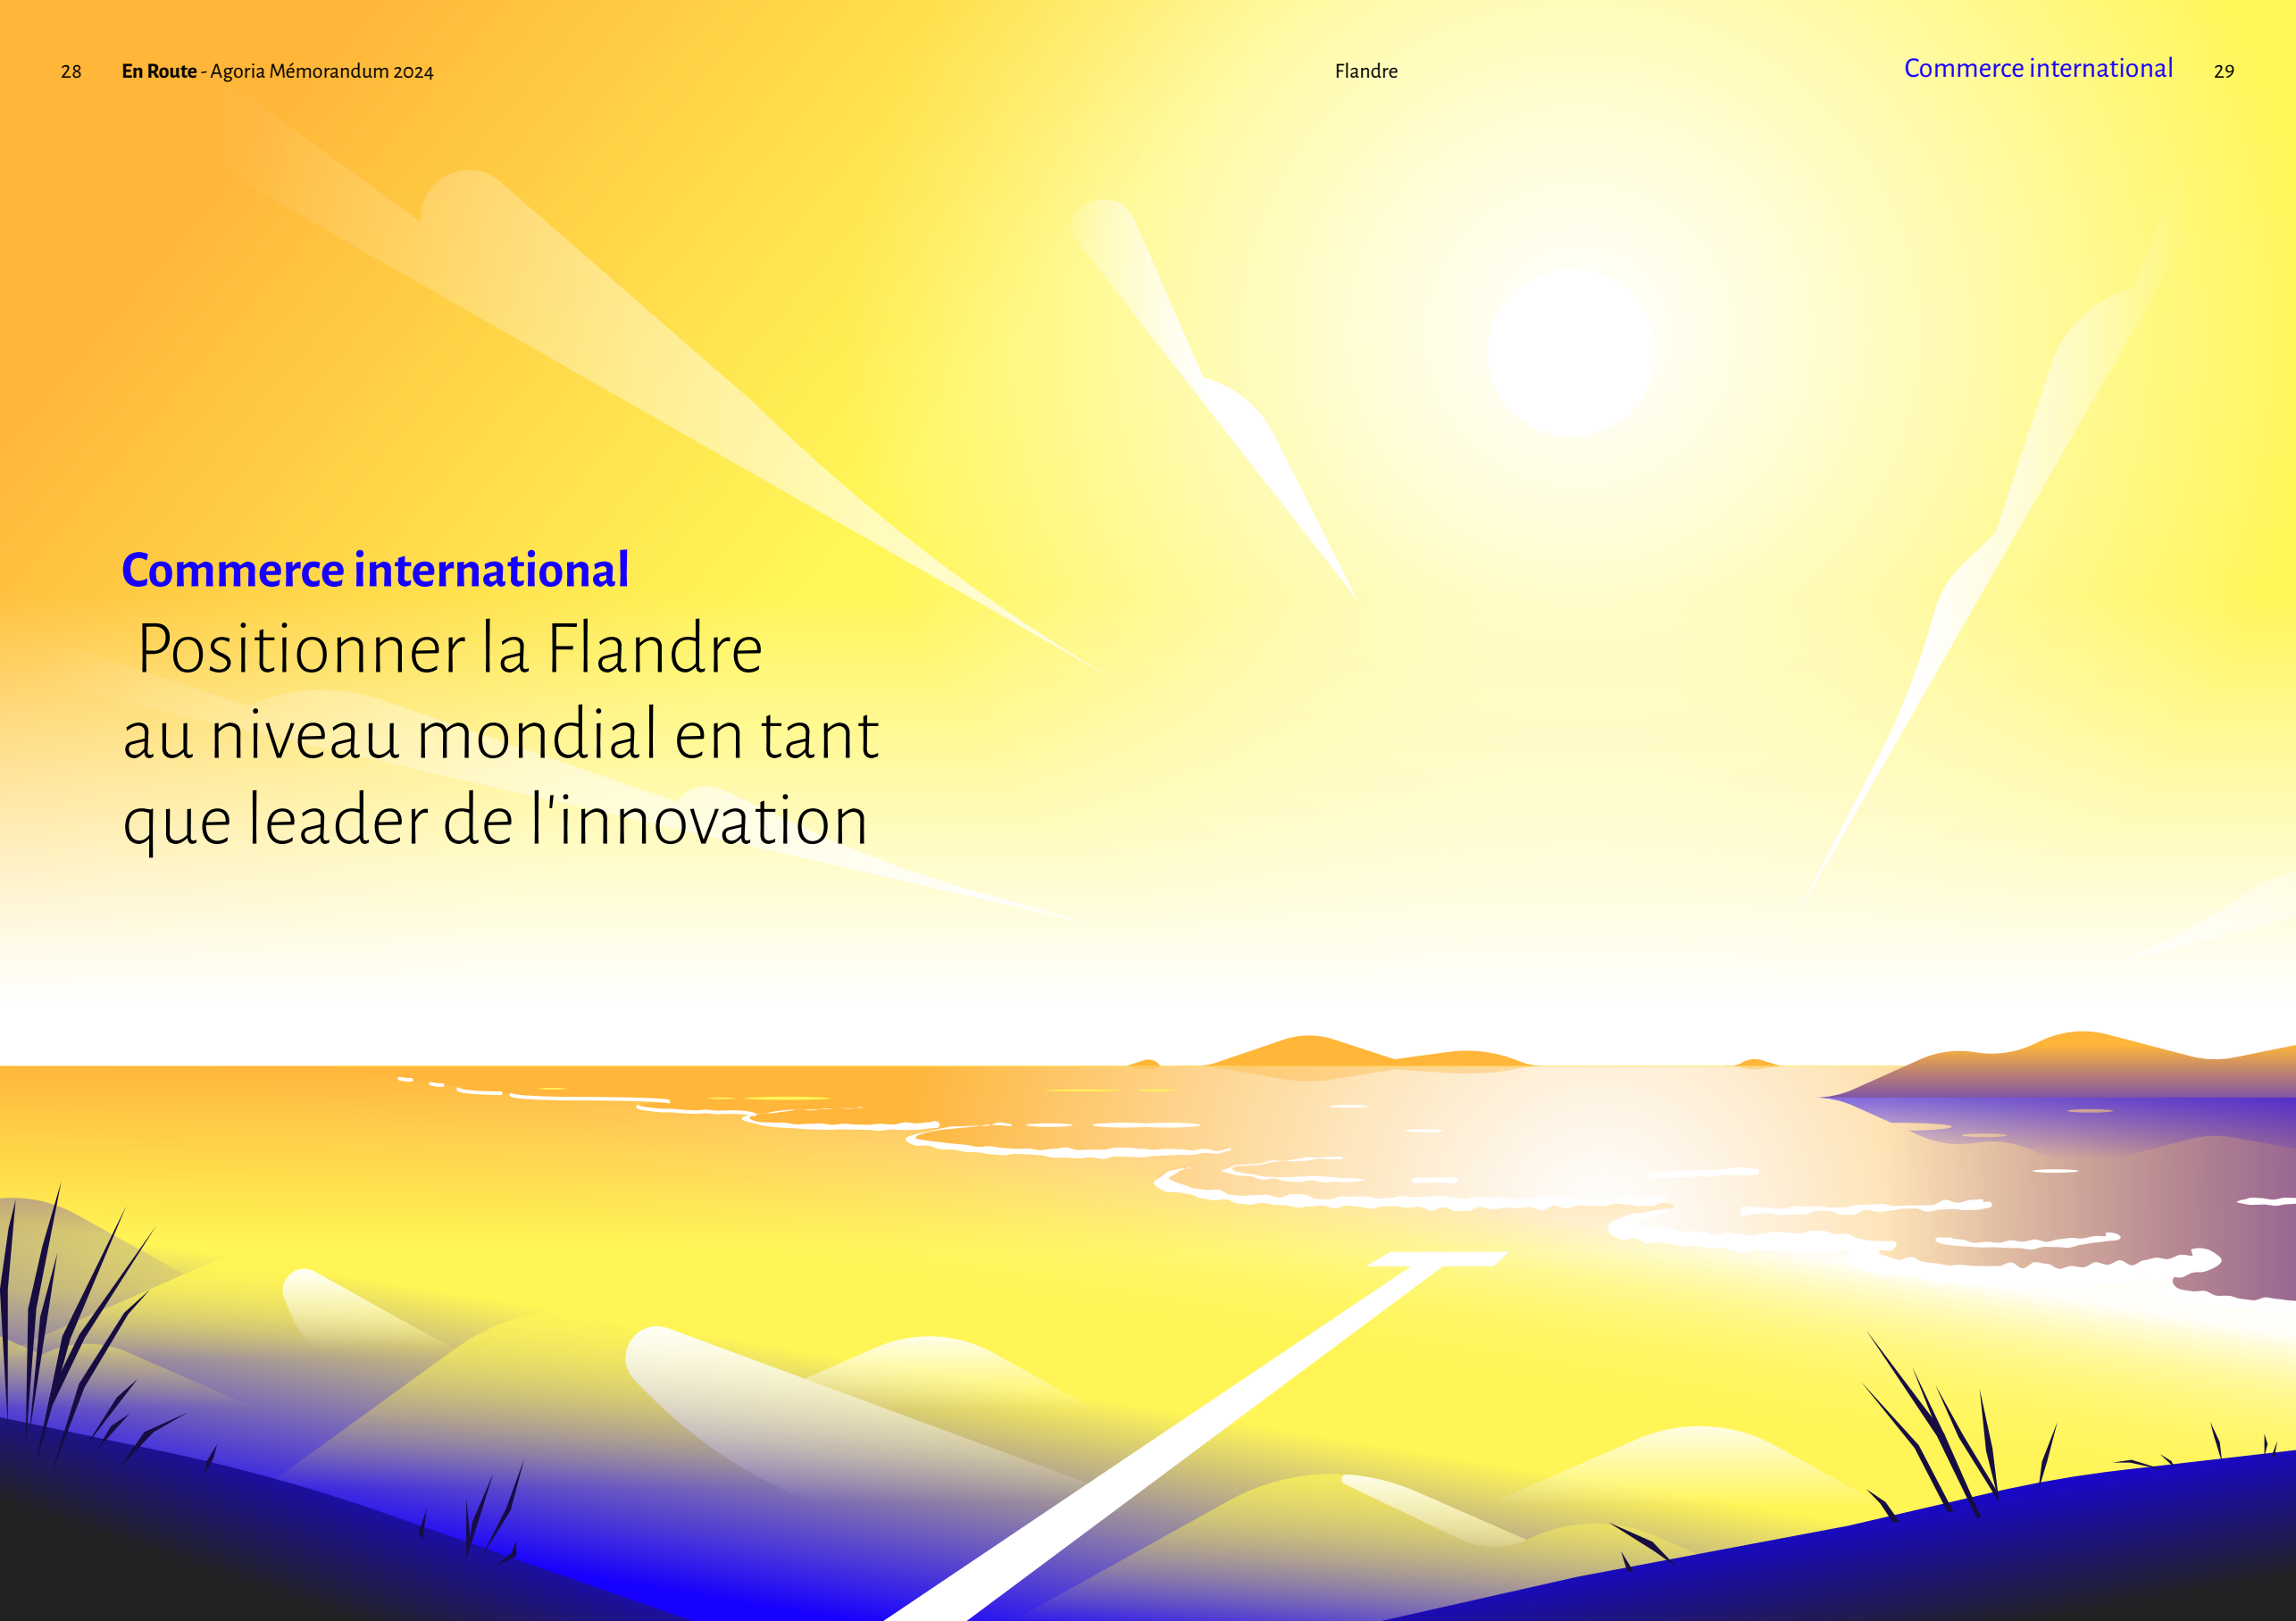 28 En Route - Agoria Mémorandum 2024
Flandre
Commerce international 29
Commerce international
Positionner la Flandre
au niveau mondial en tant
que leader de l'innovation